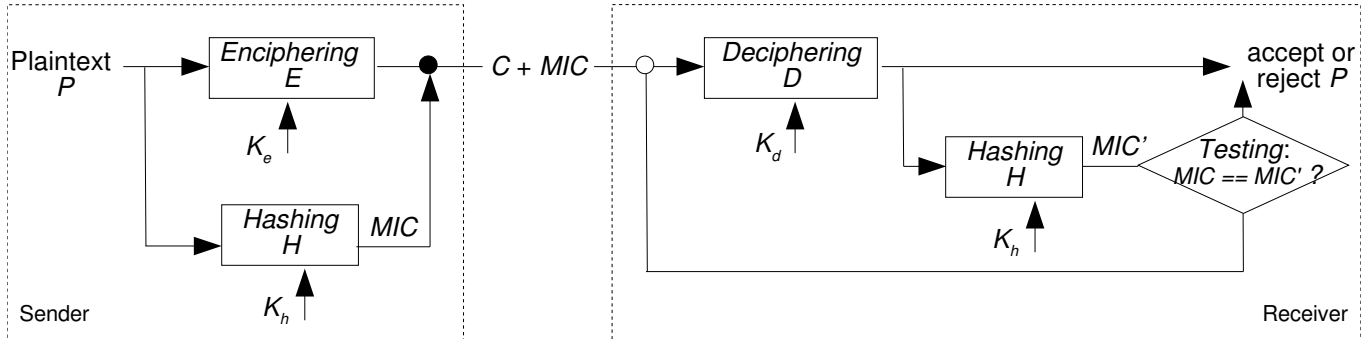 Plaintext
P
Enciphering
E
K_e
Hashing
H
MIC
K_h
Sender
C + MIC
Deciphering
D
K_d
Hashing
H
K_h
MIC'
Testing:
MIC == MIC' ?
accept or
reject P
Receiver